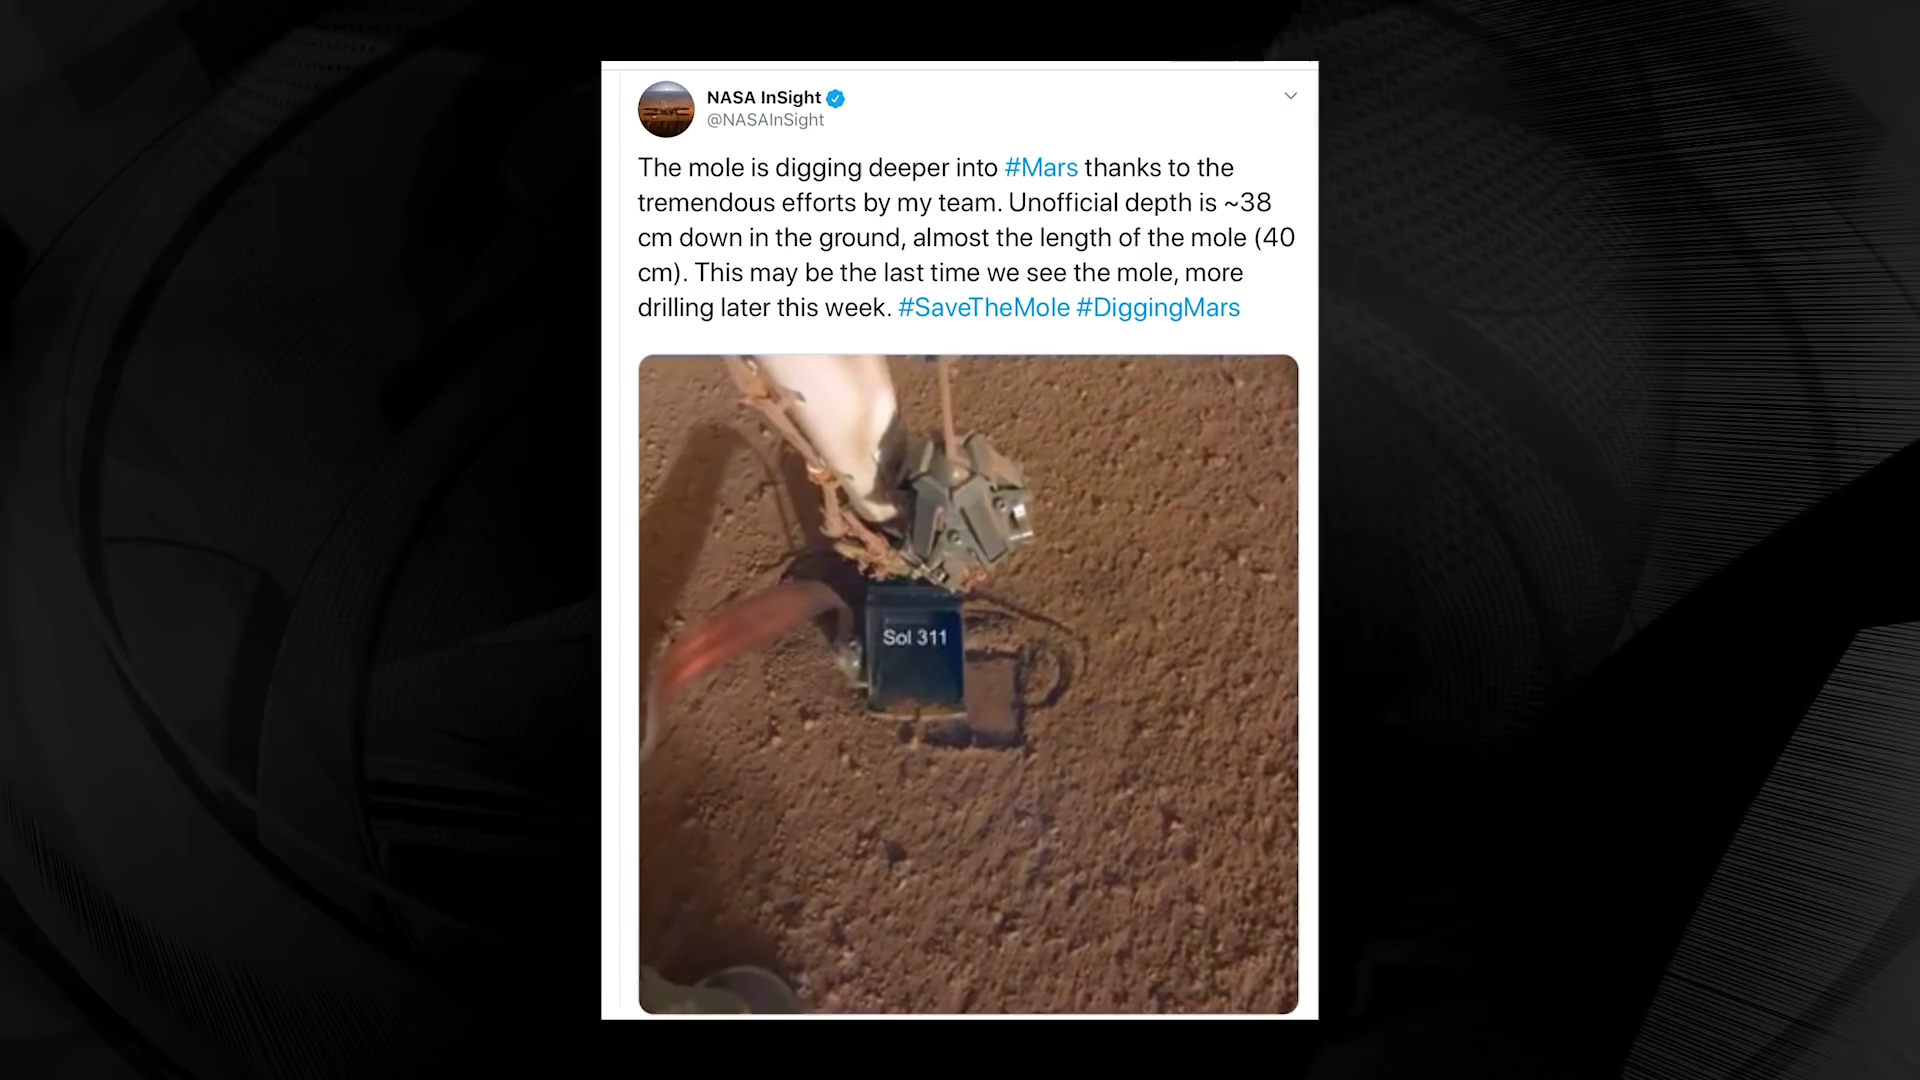 NASA InSight
@NASAInSight
The mole is digging deeper into #Mars thanks to the
tremendous efforts by my team. Unofficial depth is ~38
cm down in the ground, almost the length of the mole (40
cm). This may be the last time we see the mole, more
drilling later this week. #SaveTheMole #DiggingMars
Sol 311